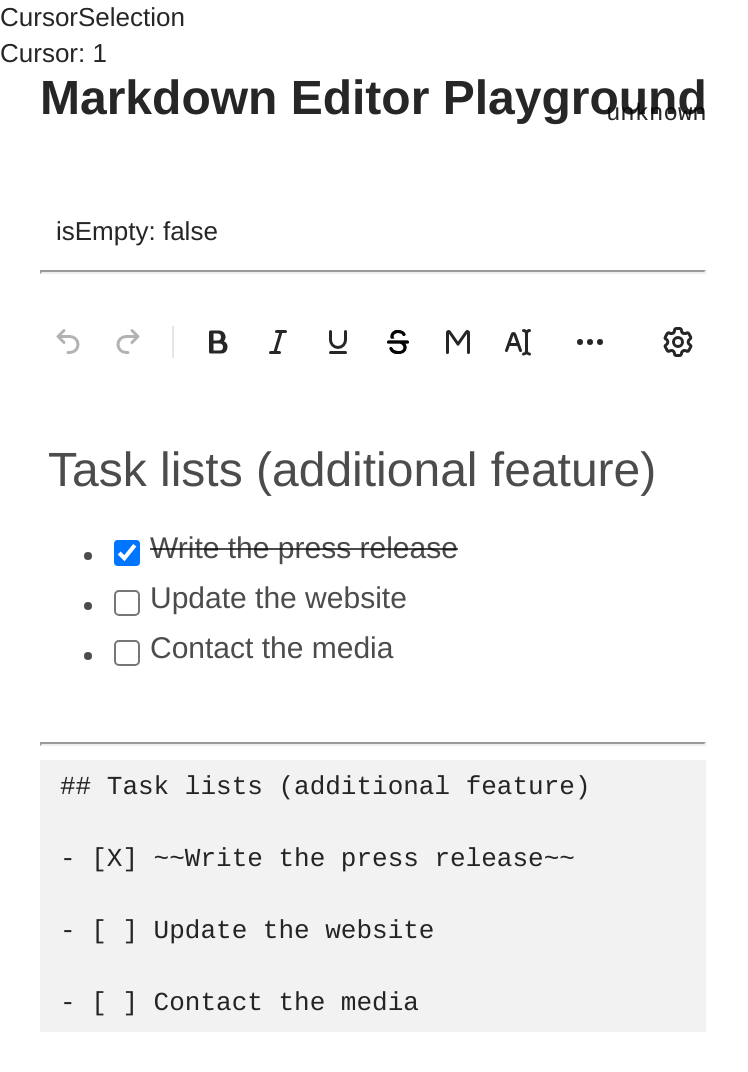 CursorSelection
Cursor: 1
Markdown Editor Playground
unknown
isEmpty: false
Task lists (additional feature)
Write the press release
Update the website
Contact the media
## Task lists (additional feature)
- [X] ~~Write the press release~~
- [ ] Update the website
- [ ] Contact the media